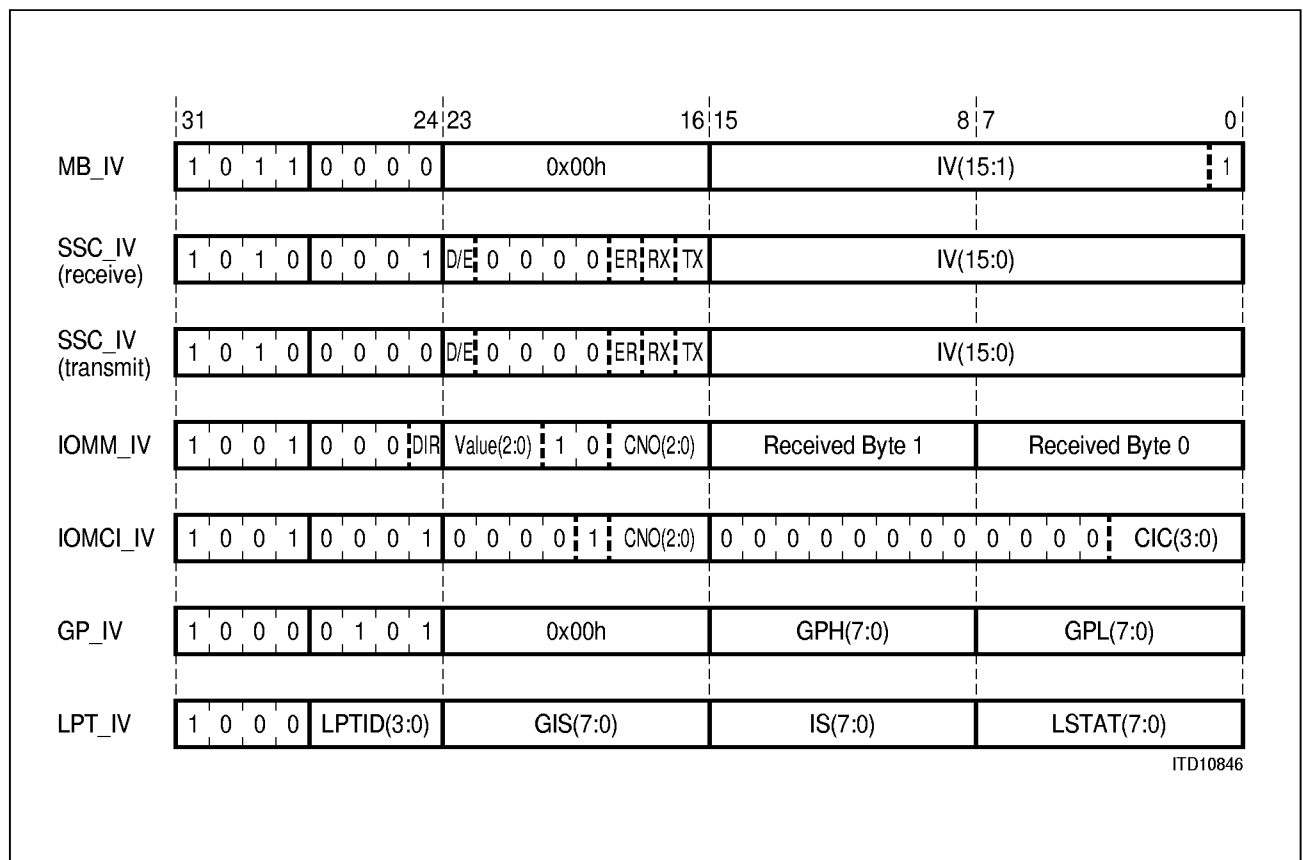 31 24 23 16 15 8 7 0
MB_IV 1 0 1 1 0 0 0 0 0x00h IV(15:1) 1
SSC_IV
(receive) 1 0 1 0 0 0 0 1 D/E 0 0 0 0 ER RX TX IV(15:0)
SSC_IV
(transmit) 1 0 1 0 0 0 0 0 D/E 0 0 0 0 ER RX TX IV(15:0)
IOMM_IV 1 0 0 1 0 0 0 DIR Value(2:0) 1 0 CNO(2:0) Received Byte 1 Received Byte 0
IOMCI_IV 1 0 0 1 0 0 0 1 0 0 0 0 1 CNO(2:0) 0 0 0 0 0 0 0 0 0 0 0 0 CIC(3:0)
GP_IV 1 0 0 0 0 1 0 1 0x00h GPH(7:0) GPL(7:0)
LPT_IV 1 0 0 0 LPTID(3:0) GIS(7:0) IS(7:0) LSTAT(7:0)
ITD10846